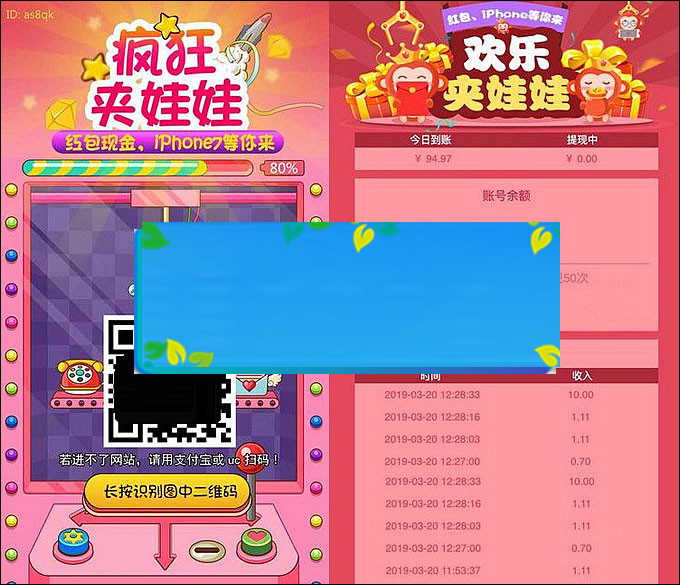 ID: as8qk
疯狂
夹娃娃
红包现金，iPhone7等你来
80%
若进不了网站，请用支付宝或 uc 扫码！
长按识别图中二维码
红包、iPhone等你来
欢乐
夹娃娃
今日到账 提现中
￥ 94.97 ￥ 0.00
账号余额
50次
时间 收入
2019-03-20 12:28:33 10.00
2019-03-20 12:28:16 1.11
2019-03-20 12:28:03 1.11
2019-03-20 12:27:00 0.70
2019-03-20 12:28:33 10.00
2019-03-20 12:28:16 1.11
2019-03-20 12:28:03 1.11
2019-03-20 12:27:00 0.70
2019-03-20 11:53:37 1.11